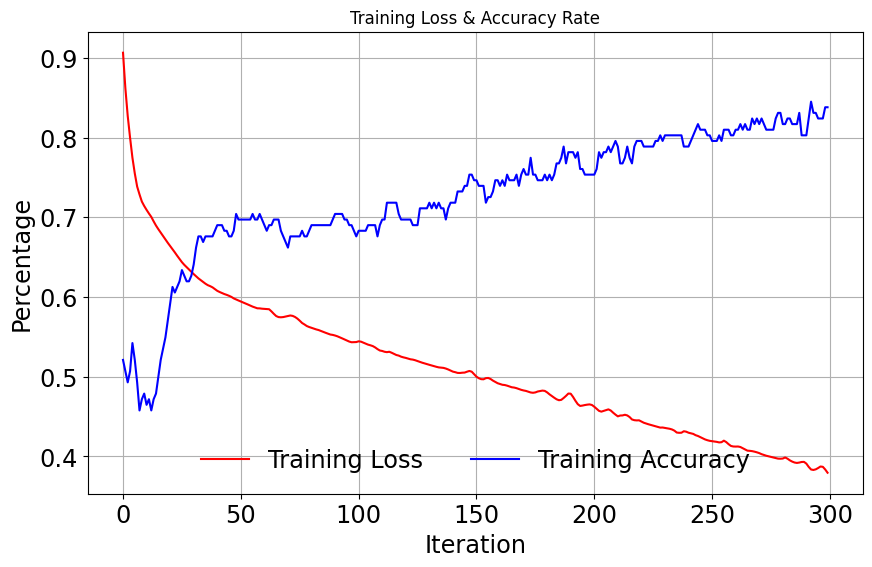 Training Loss & Accuracy Rate
0.9
0.8
0.7
0.6
0.5
0.4
Percentage
Training Loss Training Accuracy
0 50 100 150 200 250 300
Iteration